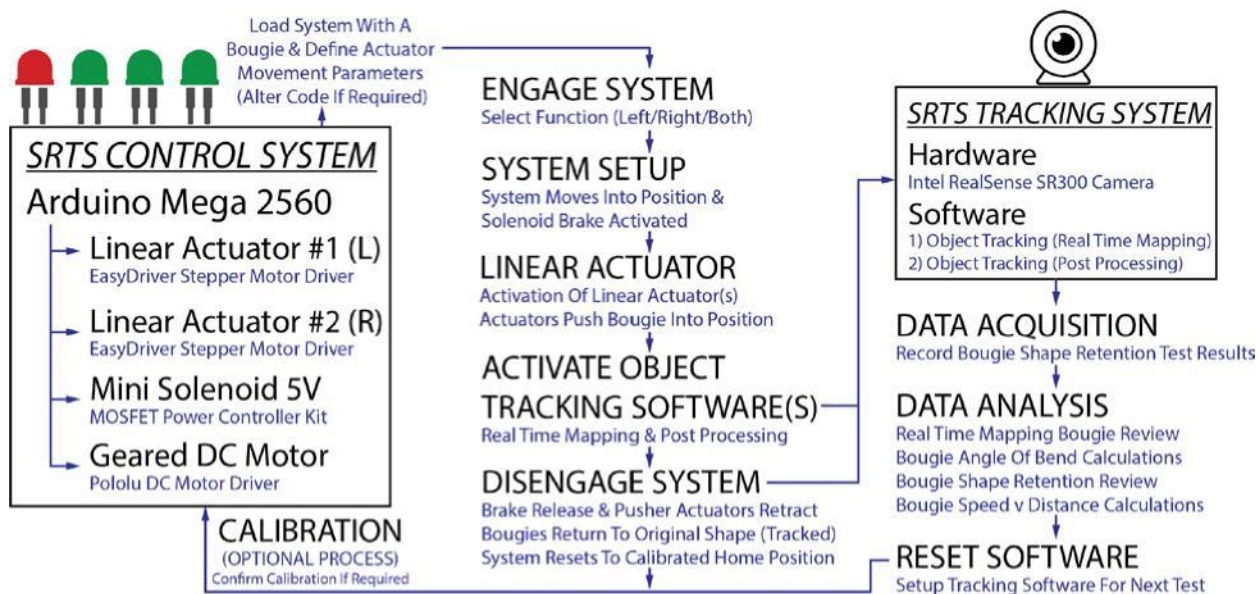 Load System With A
Bougie & Define Actuator
Movement Parameters
(Alter Code If Required)
SRTS CONTROL SYSTEM
Arduino Mega 2560
Linear Actuator #1 (L)
EasyDriver Stepper Motor Driver
Linear Actuator #2 (R)
EasyDriver Stepper Motor Driver
Mini Solenoid 5V
MOSFET Power Controller Kit
Geared DC Motor
Pololu DC Motor Driver
CALIBRATION
(OPTIONAL PROCESS)
Confirm Calibration If Required
ENGAGE SYSTEM
Select Function (Left/Right/Both)
SYSTEM SETUP
System Moves Into Position &
Solenoid Brake Activated
LINEAR ACTUATOR
Activation Of Linear Actuator(s)
Actuators Push Bougie Into Position
ACTIVATE OBJECT
TRACKING SOFTWARE(S)
Real Time Mapping & Post Processing
DISENGAGE SYSTEM
Brake Release & Pusher Actuators Retract
Bougies Return To Original Shape (Tracked)
System Resets To Calibrated Home Position
SRTS TRACKING SYSTEM
Hardware
Intel RealSense SR300 Camera
Software
1) Object Tracking (Real Time Mapping)
2) Object Tracking (Post Processing)
DATA ACQUISITION
Record Bougie Shape Retention Test Results
DATA ANALYSIS
Real Time Mapping Bougie Review
Bougie Angle Of Bend Calculations
Bougie Shape Retention Review
Bougie Speed v Distance Calculations
RESET SOFTWARE
Setup Tracking Software For Next Test